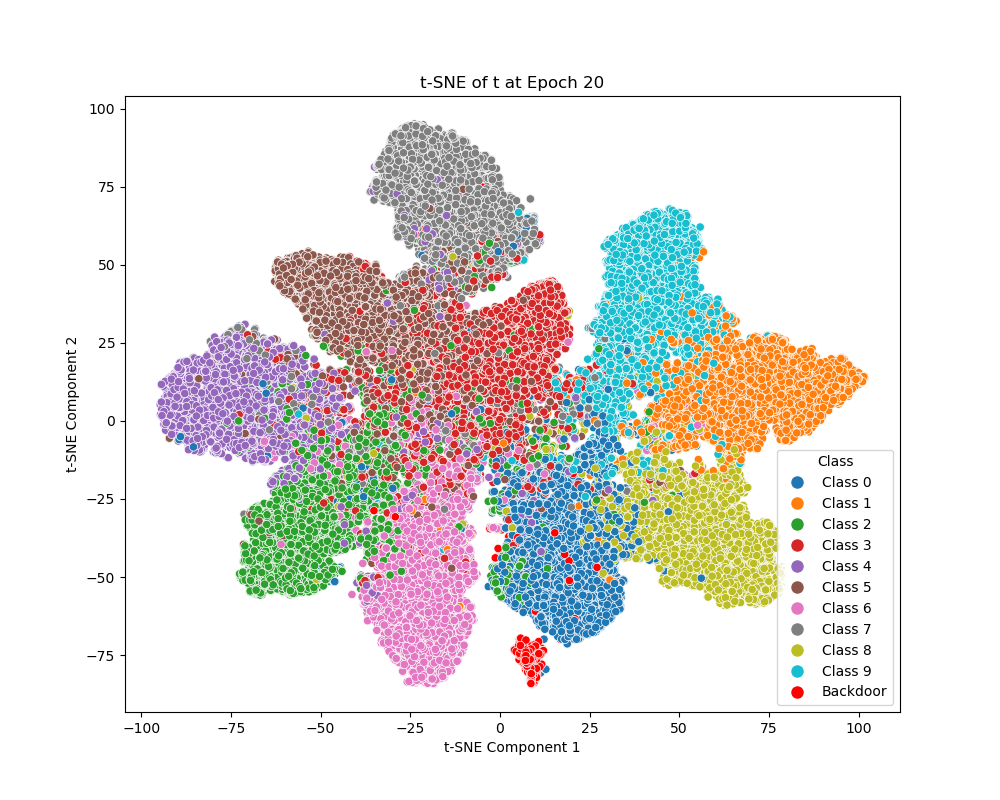 t-SNE of t at Epoch 20
100
75
50
25
0
−25
−50
−75
t-SNE Component 2
−100
−75
−50
−25
0
25
50
75
100
t-SNE Component 1
Class
Class 0
Class 1
Class 2
Class 3
Class 4
Class 5
Class 6
Class 7
Class 8
Class 9
Backdoor